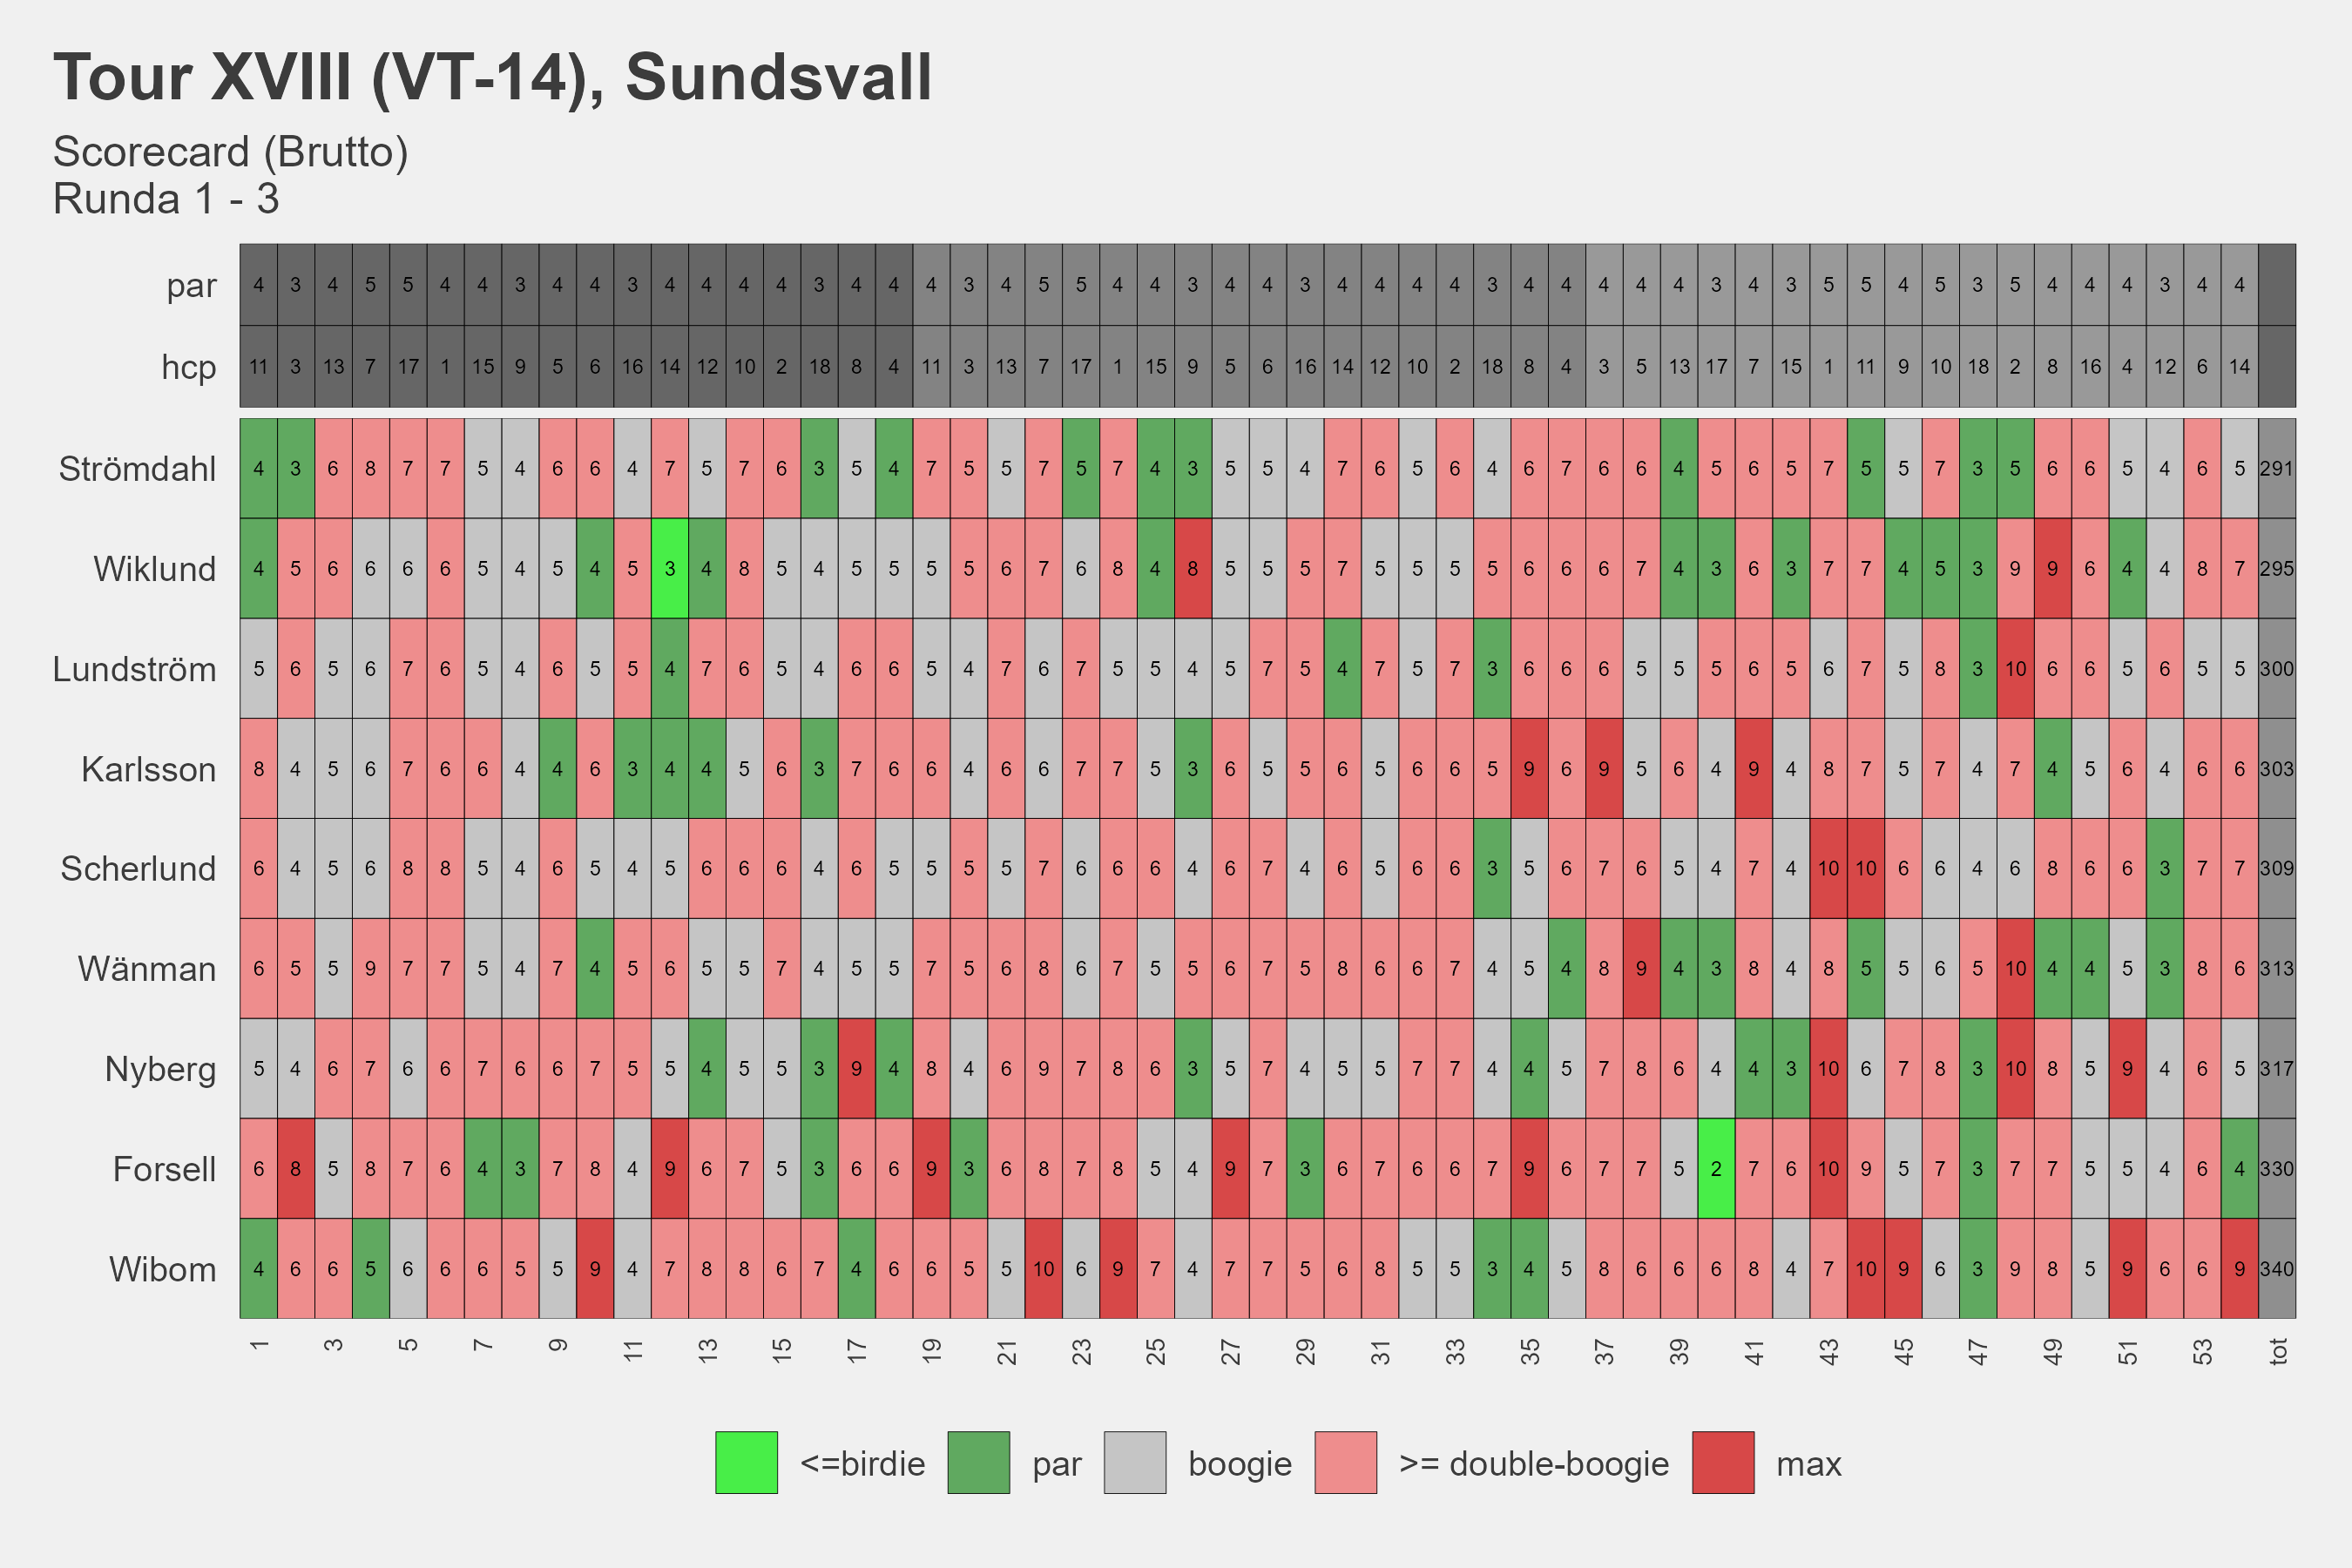 Tour XVIII (VT-14), Sundsvall
Scorecard (Brutto)
Runda 1 - 3
par 4 3 4 5 5 4 4 3 4 4 3 4 4 4 4 3 4 4 4 3 4 5 5 4 4 3 4 4 3 4 4 4 4 3 4 4 4 4 4 3 4 3 5 5 4 5 3 5 4 4 4 3 4 4
hcp 11 3 13 7 17 1 15 9 5 6 16 14 12 10 2 18 8 4 11 3 13 7 17 1 15 9 5 6 16 14 12 10 2 18 8 4 3 5 13 17 7 15 1 11 9 10 18 2 8 16 4 12 6 14
Strömdahl 4 3 6 8 7 7 5 4 6 6 4 7 5 7 6 3 5 4 7 5 5 7 5 7 4 3 5 5 4 7 6 5 6 4 6 7 6 6 4 5 6 5 7 5 5 7 3 5 6 6 5 4 6 5 291
Wiklund 4 5 6 6 6 6 5 4 5 4 5 3 4 8 5 4 5 5 5 5 6 7 6 8 4 8 5 5 5 7 5 5 5 5 6 6 6 7 4 3 6 3 7 7 4 5 3 9 9 6 4 4 8 7 295
Lundström 5 6 5 6 7 6 5 4 6 5 5 4 7 6 5 4 6 6 5 4 7 6 7 5 5 4 5 7 5 4 7 5 7 3 6 6 6 5 5 5 6 5 6 7 5 8 3 10 6 6 5 6 5 5 300
Karlsson 8 4 5 6 7 6 6 4 4 6 3 4 4 5 6 3 7 6 6 4 6 6 7 7 5 3 6 5 5 6 5 6 6 5 9 6 9 5 6 4 9 4 8 7 5 7 4 7 4 5 6 4 6 6 303
Scherlund 6 4 5 6 8 8 5 4 6 5 4 5 6 6 6 4 6 5 5 5 5 7 6 6 6 4 6 7 4 6 5 6 6 3 5 6 7 6 5 4 7 4 10 10 6 6 4 6 8 6 6 3 7 7 309
Wänman 6 5 5 9 7 7 5 4 7 4 5 6 5 5 7 4 5 5 7 5 6 8 6 7 5 5 6 7 5 8 6 6 7 4 5 4 8 9 4 3 8 4 8 5 5 6 5 10 4 4 5 3 8 6 313
Nyberg 5 4 6 7 6 6 7 6 6 7 5 5 4 5 5 3 9 4 8 4 6 9 7 8 6 3 5 7 4 5 5 7 7 4 4 5 7 8 6 4 4 3 10 6 7 8 3 10 8 5 9 4 6 5 317
Forsell 6 8 5 8 7 6 4 3 7 8 4 9 6 7 5 3 6 6 9 3 6 8 7 8 5 4 9 7 3 6 7 6 6 7 9 6 7 7 5 2 7 6 10 9 5 7 3 7 7 5 5 4 6 4 330
Wibom 4 6 6 5 6 6 6 5 5 9 4 7 8 8 6 7 4 6 6 5 5 10 6 9 7 4 7 7 5 6 8 5 5 3 4 5 8 6 6 6 8 4 7 10 9 6 3 9 8 5 9 6 6 9 340
1 3 5 7 9 11 13 15 17 19 21 23 25 27 29 31 33 35 37 39 41 43 45 47 49 51 53 tot
<=birdie par boogie >= double-boogie max